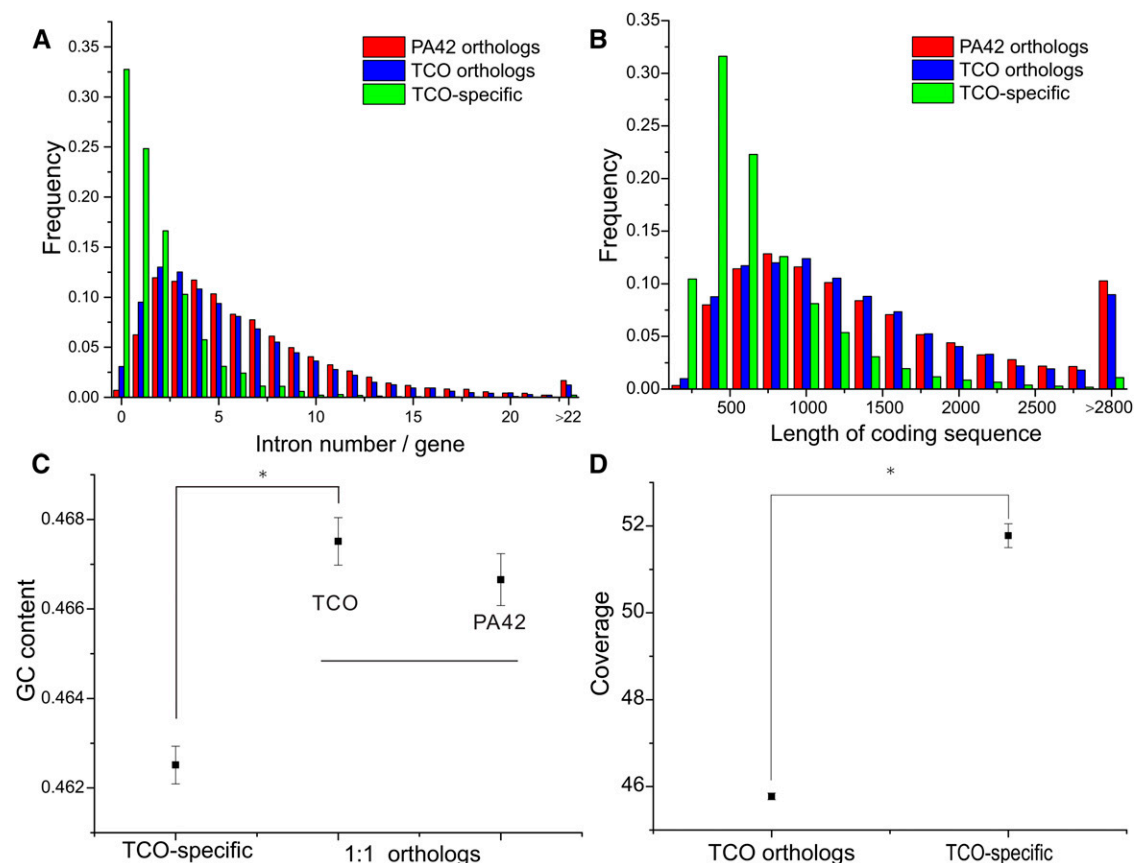 A
PA42 orthologs
TCO orthologs
TCO-specific
0.35
0.30
0.25
0.20
0.15
0.10
0.05
0.00
Frequency
0 5 10 15 20 >22
Intron number / gene
B
PA42 orthologs
TCO orthologs
TCO-specific
0.35
0.30
0.25
0.20
0.15
0.10
0.05
0.00
Frequency
500 1000 1500 2000 2500 >2800
Length of coding sequence
C
*
0.468
0.466
0.464
0.462
GC content
TCO
PA42
TCO-specific 1:1 orthologs
D
*
52
50
48
46
Coverage
TCO orthologs TCO-specific